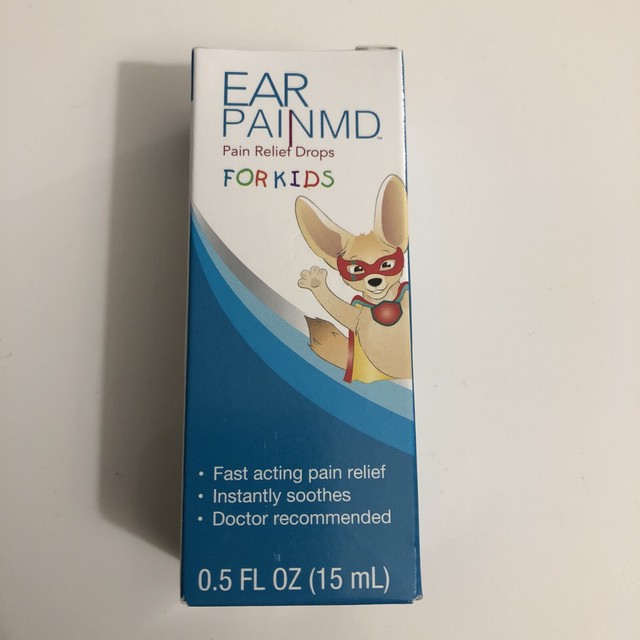 EAR
PAINMD™
Pain Relief Drops
FOR KIDS
• Fast acting pain relief
• Instantly soothes
• Doctor recommended
0.5 FL OZ (15 mL)